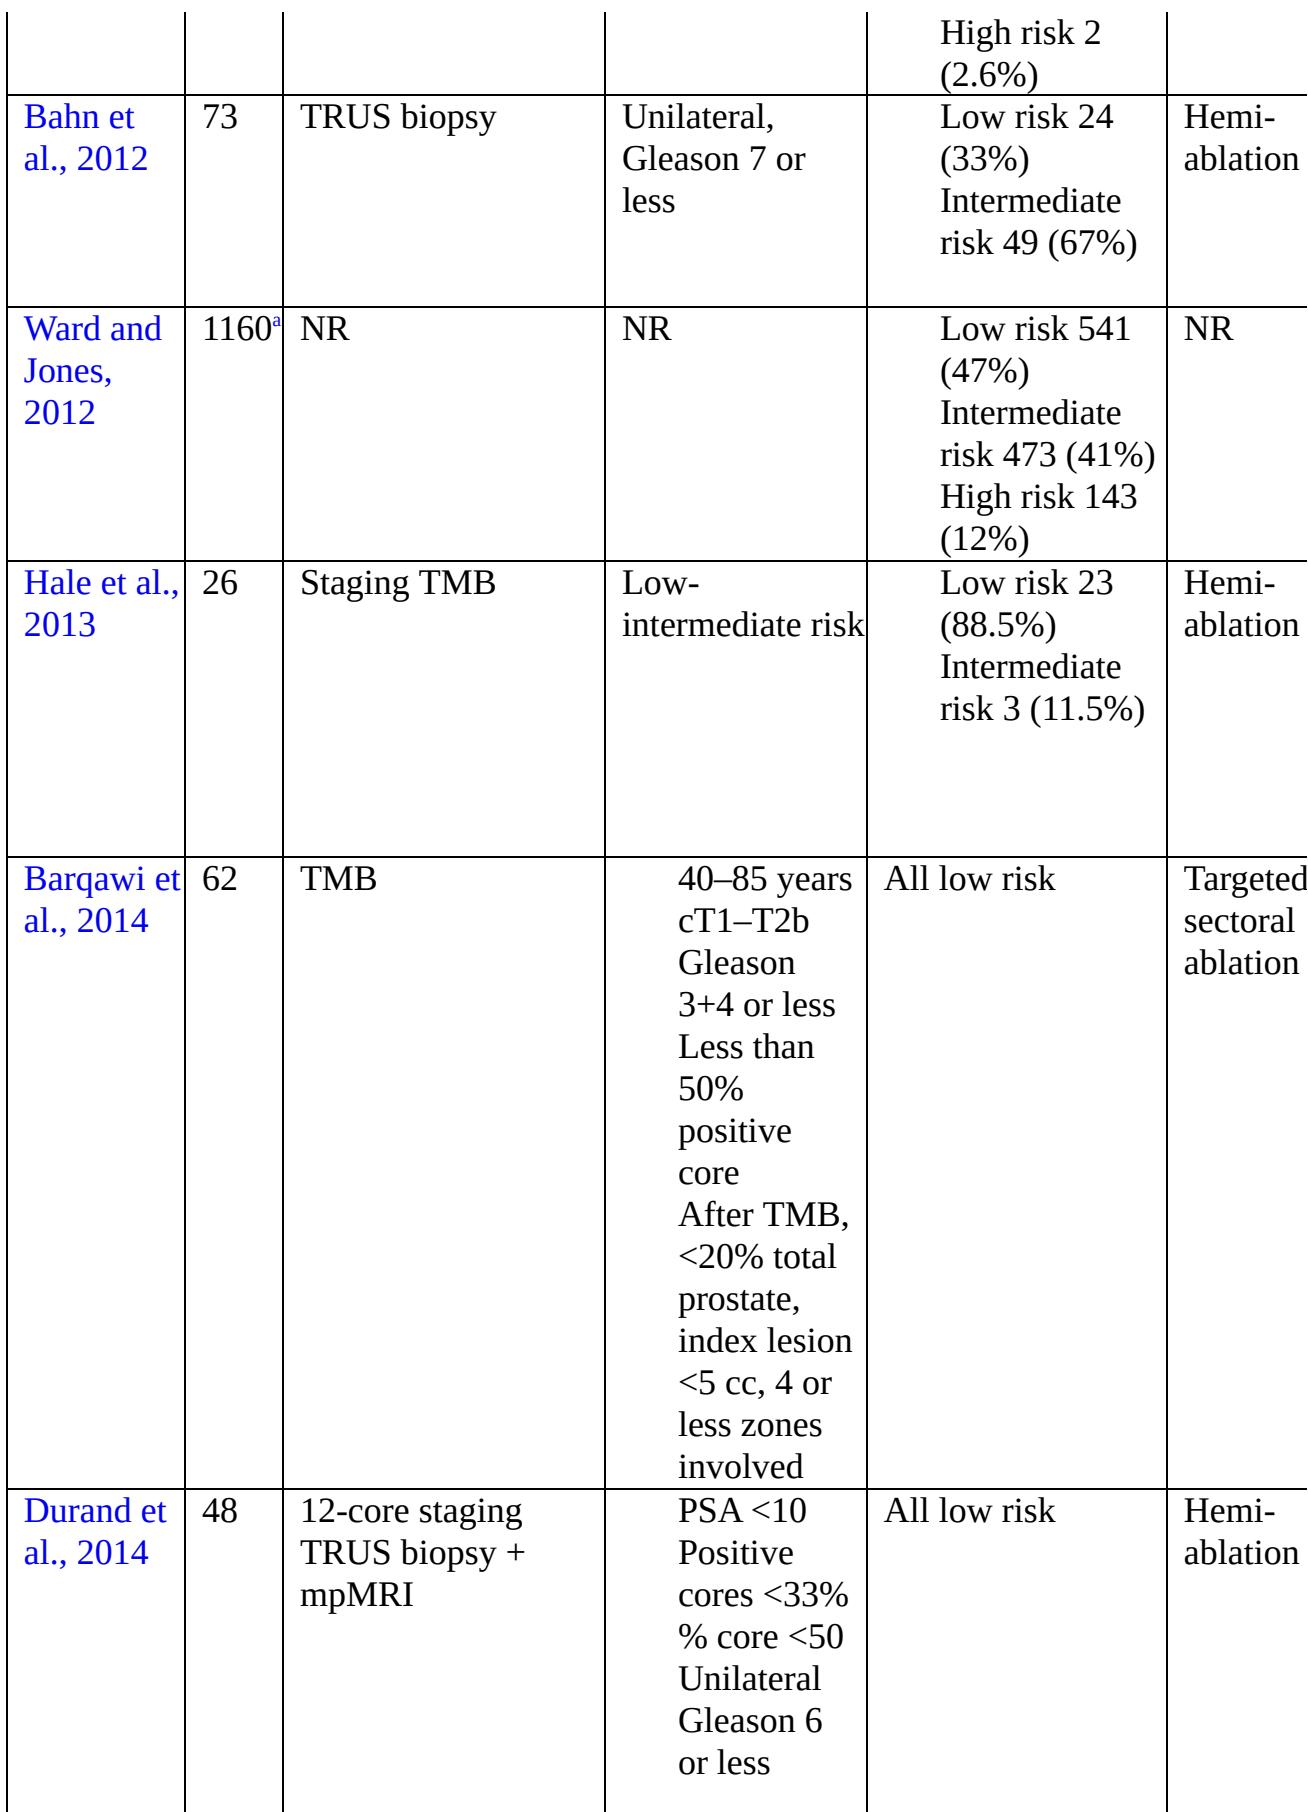 High risk 2
(2.6%)
Bahn et
al., 2012
73
TRUS biopsy
Unilateral,
Gleason 7 or
less
Low risk 24
(33%)
Intermediate
risk 49 (67%)
Hemi-
ablation
Ward and
Jones,
2012
1160a
NR
NR
Low risk 541
(47%)
Intermediate
risk 473 (41%)
High risk 143
(12%)
NR
Hale et al.,
2013
26
Staging TMB
Low-
intermediate risk
Low risk 23
(88.5%)
Intermediate
risk 3 (11.5%)
Hemi-
ablation
Barqawi et
al., 2014
62
TMB
40–85 years
cT1–T2b
Gleason
3+4 or less
Less than
50%
positive
core
After TMB,
<20% total
prostate,
index lesion
<5 cc, 4 or
less zones
involved
All low risk
Targeted
sectoral
ablation
Durand et
al., 2014
48
12-core staging
TRUS biopsy +
mpMRI
PSA <10
Positive
cores <33%
% core <50
Unilateral
Gleason 6
or less
All low risk
Hemi-
ablation